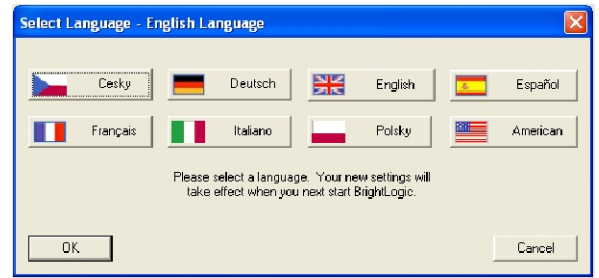 Select Language - English Language
Cesky Deutsch English Español
Français Italiano Polsky American
Please select a language. Your new settings will
take effect when you next start BrightLogic.
OK Cancel